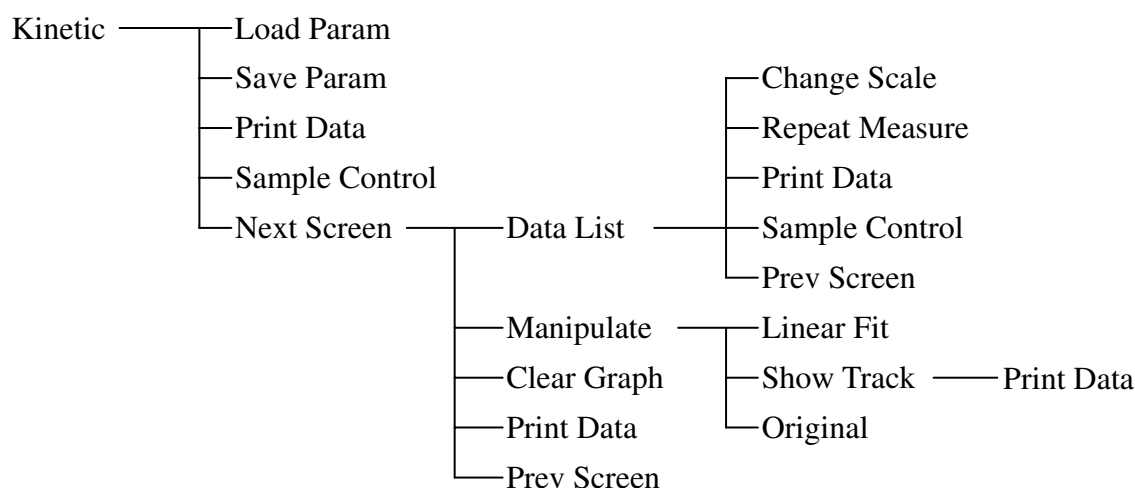 Kinetic Load Param
Save Param Change Scale
Print Data Repeat Measure
Sample Control Print Data
Next Screen Data List Sample Control
Prev Screen
Manipulate Linear Fit
Clear Graph Show Track Print Data
Print Data Original
Prev Screen